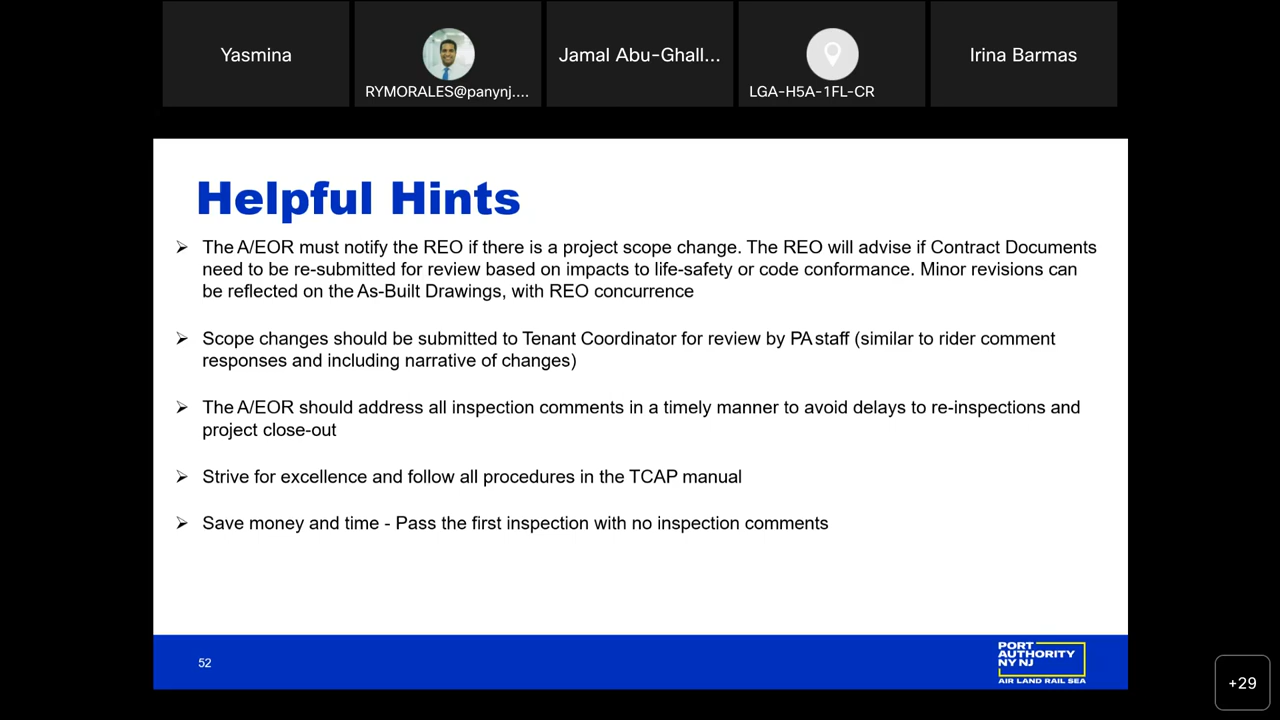 Yasmina
RYMORALES@panynj....
Jamal Abu-Ghall...
LGA-H5A-1FL-CR
Irina Barmas
Helpful Hints
➢ The A/EOR must notify the REO if there is a project scope change. The REO will advise if Contract Documents
need to be re-submitted for review based on impacts to life-safety or code conformance. Minor revisions can
be reflected on the As-Built Drawings, with REO concurrence
➢ Scope changes should be submitted to Tenant Coordinator for review by PA staff (similar to rider comment
responses and including narrative of changes)
➢ The A/EOR should address all inspection comments in a timely manner to avoid delays to re-inspections and
project close-out
➢ Strive for excellence and follow all procedures in the TCAP manual
➢ Save money and time - Pass the first inspection with no inspection comments
52
PORT
AUTHORITY
NY NJ
AIR LAND RAIL SEA
+29